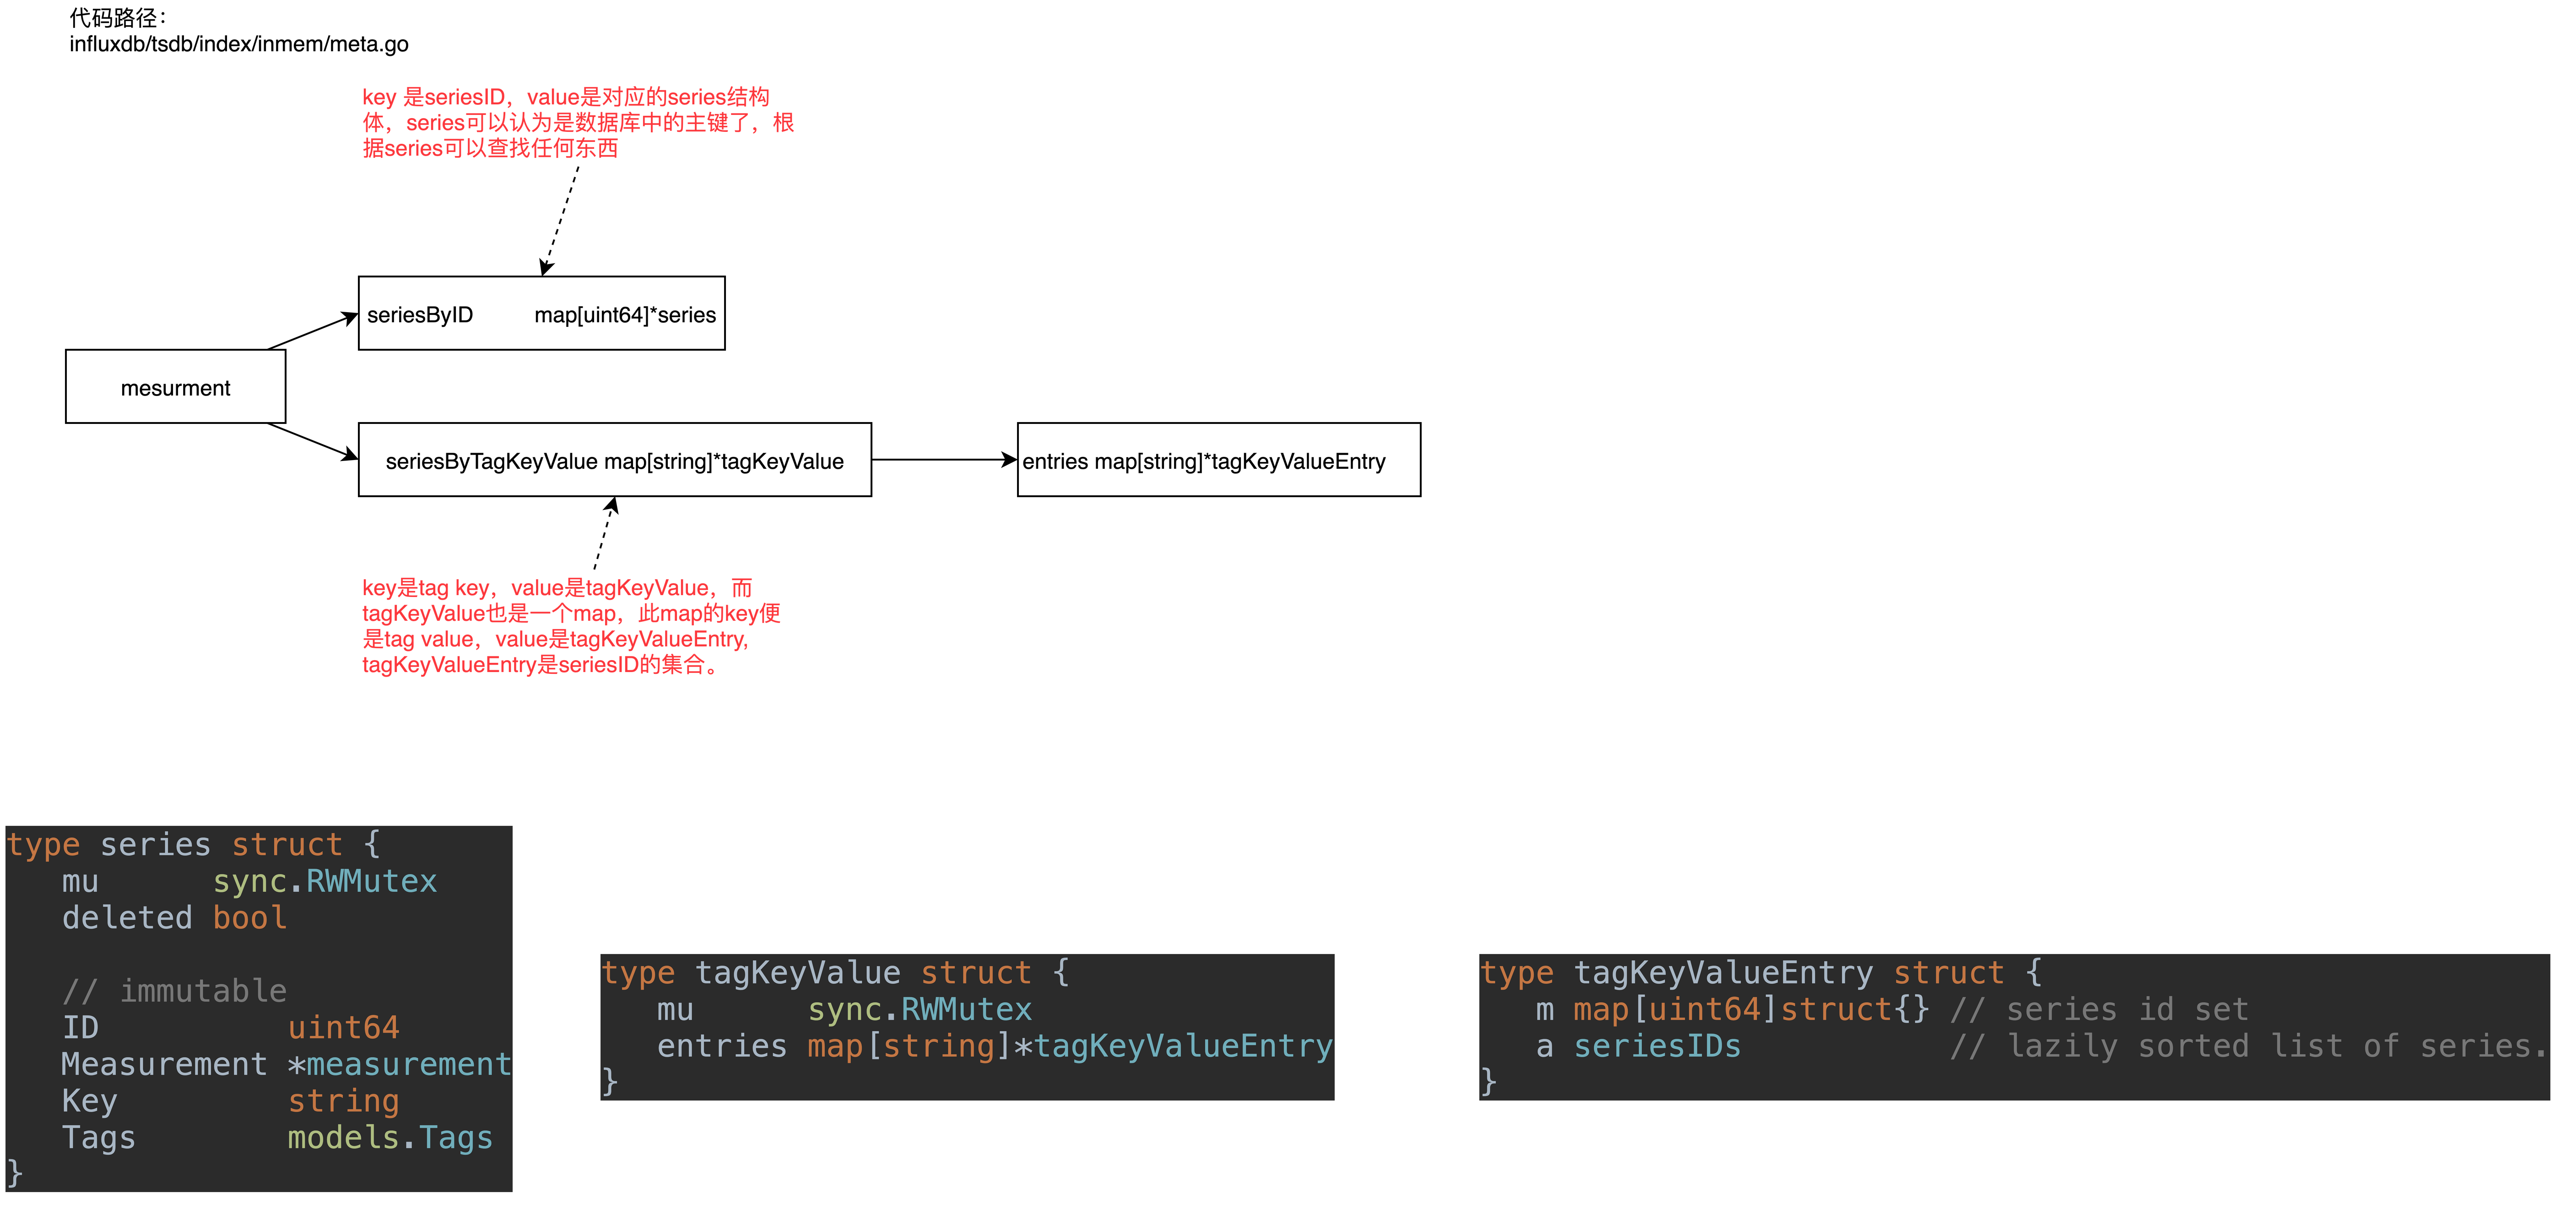 代码路径：
influxdb/tsdb/index/inmem/meta.go
key 是seriesID，value是对应的series结构
体，series可以认为是数据库中的主键了，根
据series可以查找任何东西
seriesByID map[uint64]*series
mesurment
seriesByTagKeyValue map[string]*tagKeyValue
entries map[string]*tagKeyValueEntry
key是tag key，value是tagKeyValue，而
tagKeyValue也是一个map，此map的key便
是tag value，value是tagKeyValueEntry,
tagKeyValueEntry是seriesID的集合。
type series struct {
mu sync.RWMutex
deleted bool
// immutable
ID uint64
Measurement *measurement
Key string
Tags models.Tags
}
type tagKeyValue struct {
mu sync.RWMutex
entries map[string]*tagKeyValueEntry
}
type tagKeyValueEntry struct {
m map[uint64]struct{} // series id set
a seriesIDs // lazily sorted list of series.
}